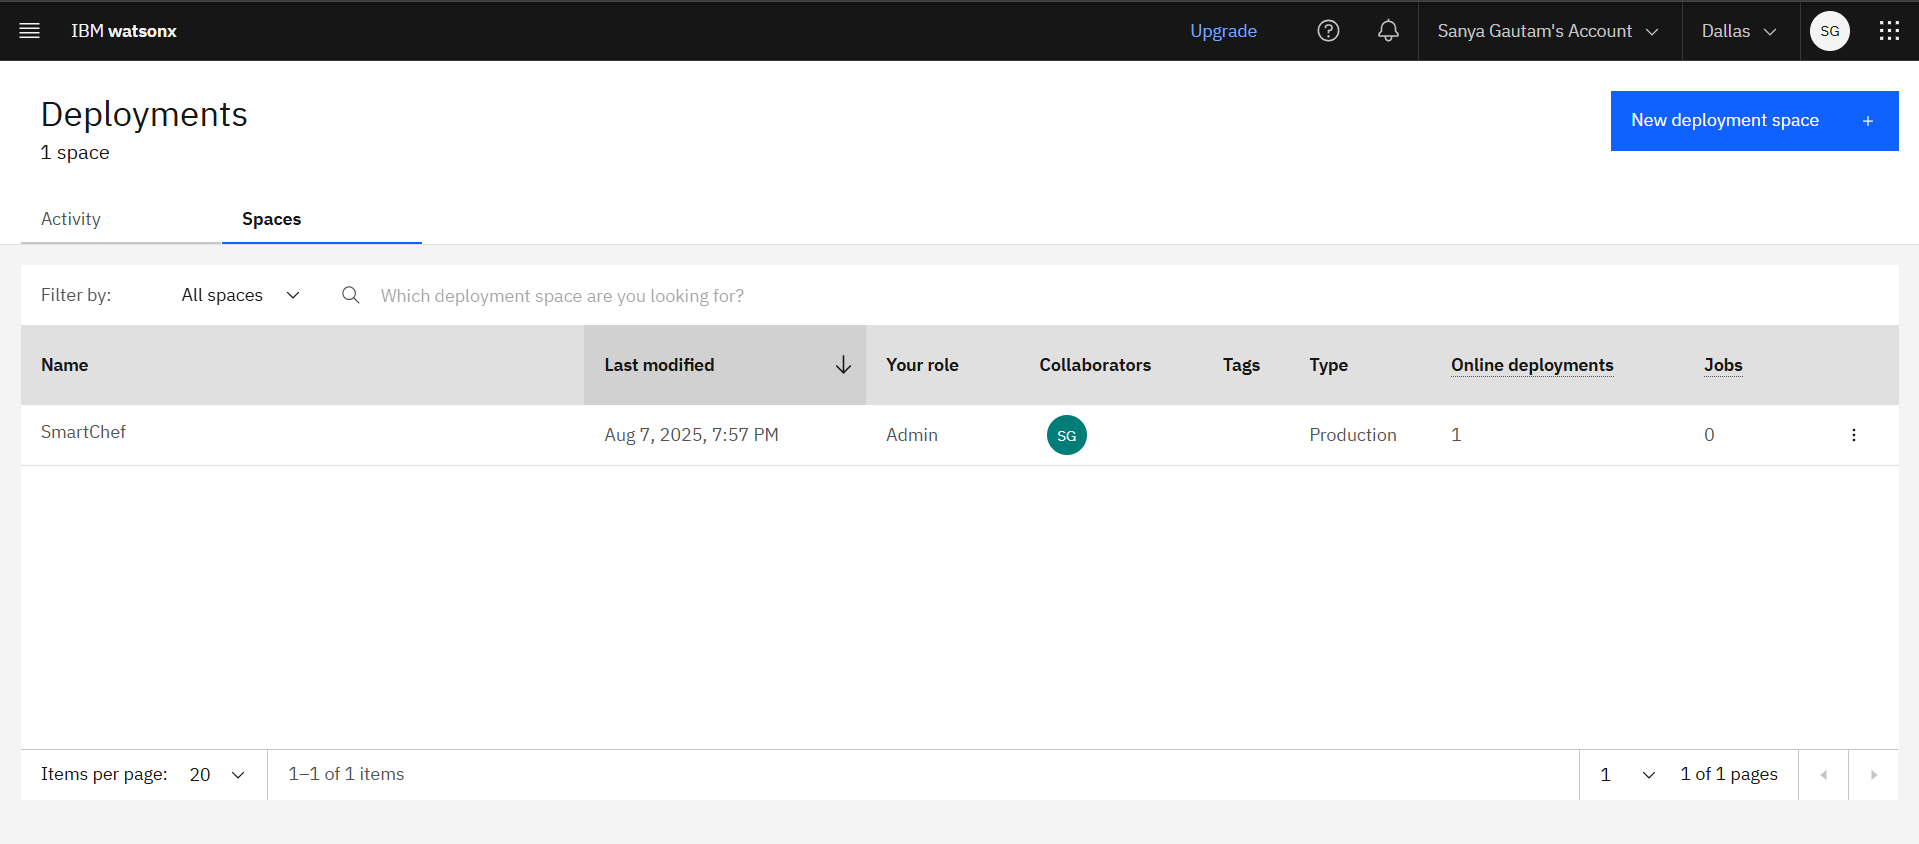 IBM watsonx
Upgrade
Sanya Gautam's Account
Dallas
SG
Deployments
1 space
New deployment space +
Activity
Spaces
Filter by:
All spaces
Which deployment space are you looking for?
Name
Last modified
Your role
Collaborators
Tags
Type
Online deployments
Jobs
SmartChef
Aug 7, 2025, 7:57 PM
Admin
SG
Production
1
0
Items per page: 20
1–1 of 1 items
1
1 of 1 pages